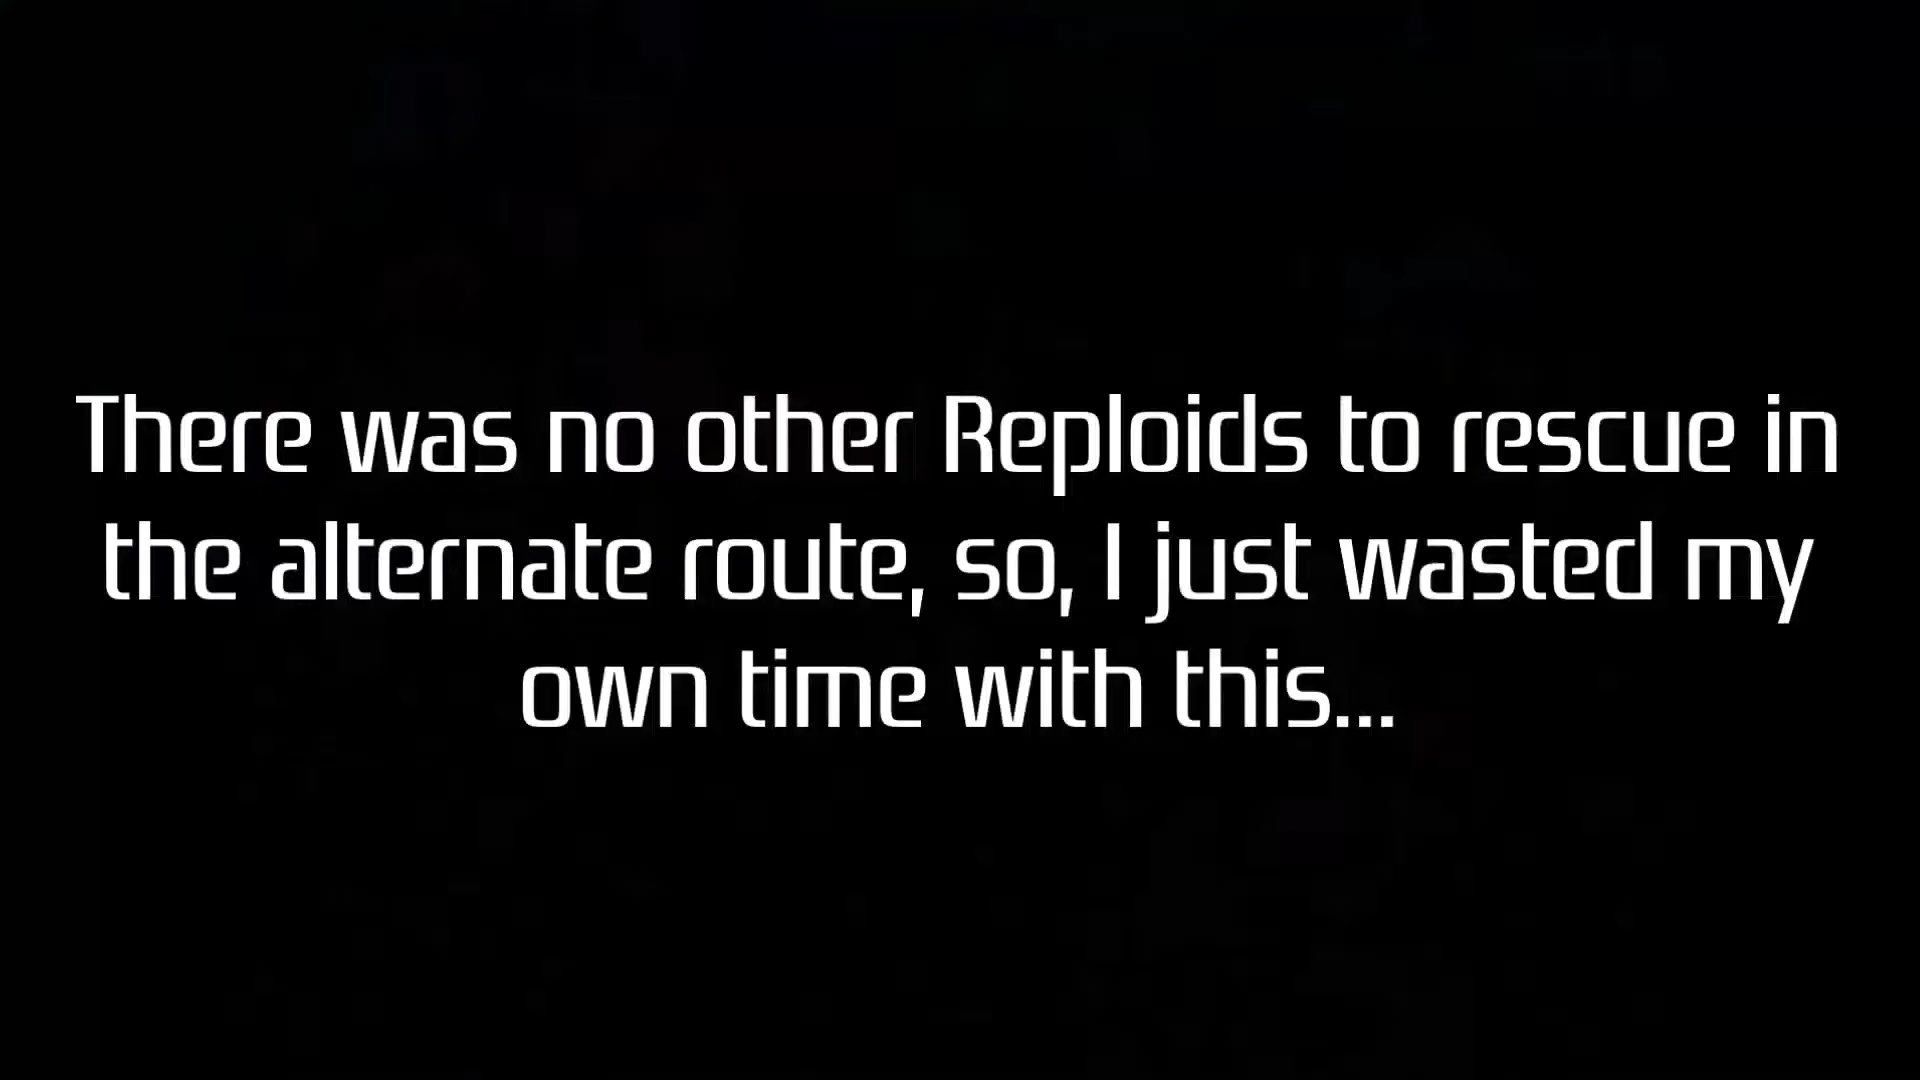 There was no other Reploids to rescue in
the alternate route, so, I just wasted my
own time with this...